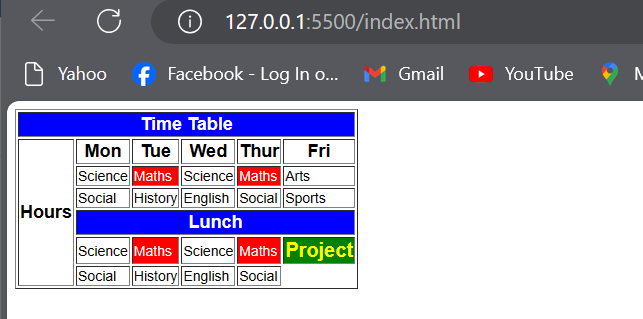 127.0.0.1:5500/index.html
Yahoo Facebook - Log In o... Gmail YouTube
Time Table
Mon Tue Wed Thur Fri
Science Maths Science Maths Arts
Social History English Social Sports
Hours Lunch
Science Maths Science Maths Project
Social History English Social